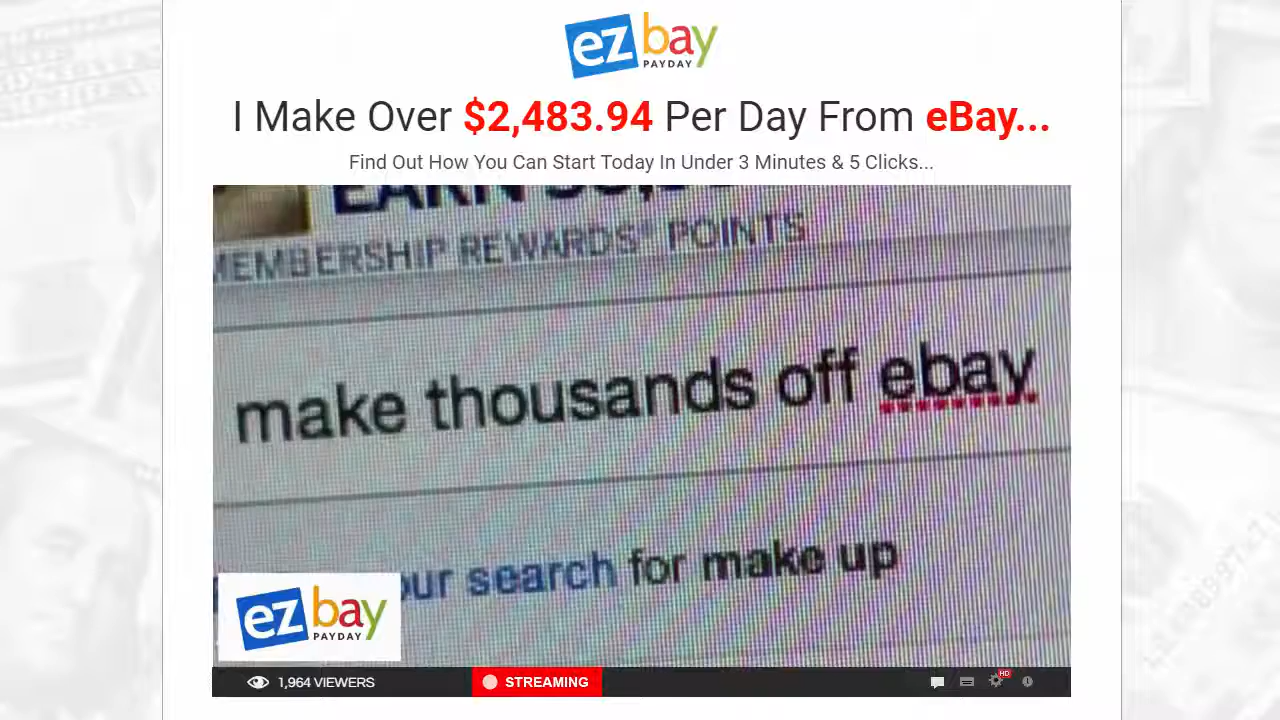 ez bay
PAYDAY
I Make Over $2,483.94 Per Day From eBay...
Find Out How You Can Start Today In Under 3 Minutes & 5 Clicks...
EARN
MEMBERSHIP REWARDS® POINTS
make thousands off ebay
our search for make up
ez bay
PAYDAY
1,964 VIEWERS
STREAMING
HD